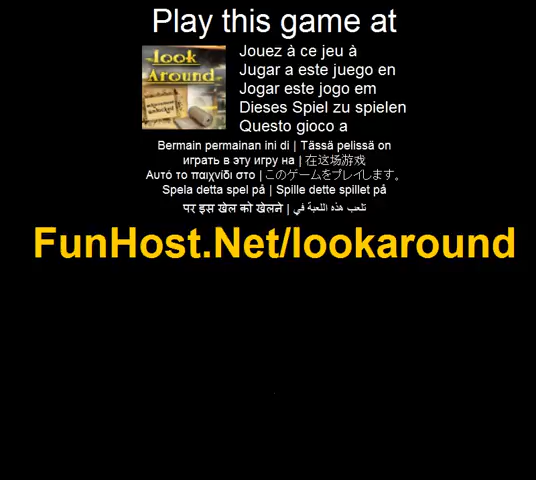 Play this game at
look
Around
Jouez à ce jeu à
Jugar a este juego en
Jogar este jogo em
Dieses Spiel zu spielen
Questo gioco a
Bermain permainan ini di | Tässä pelissä on
играть в эту игру на | 在这场游戏
Αυτό το παιχνίδι στο | このゲームをプレイします。
Spela detta spel på | Spille dette spillet på
पर इस खेल को खेलने | تلعب هذه اللعبة في
FunHost.Net/lookaround